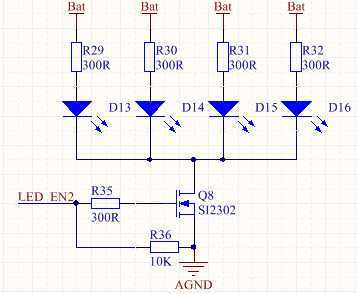 Bat Bat Bat Bat
R29 R30 R31 R32
300R 300R 300R 300R
D13 D14 D15 D16
Q8
SI2302
LED_EN2 R35
300R
R36
10K
AGND